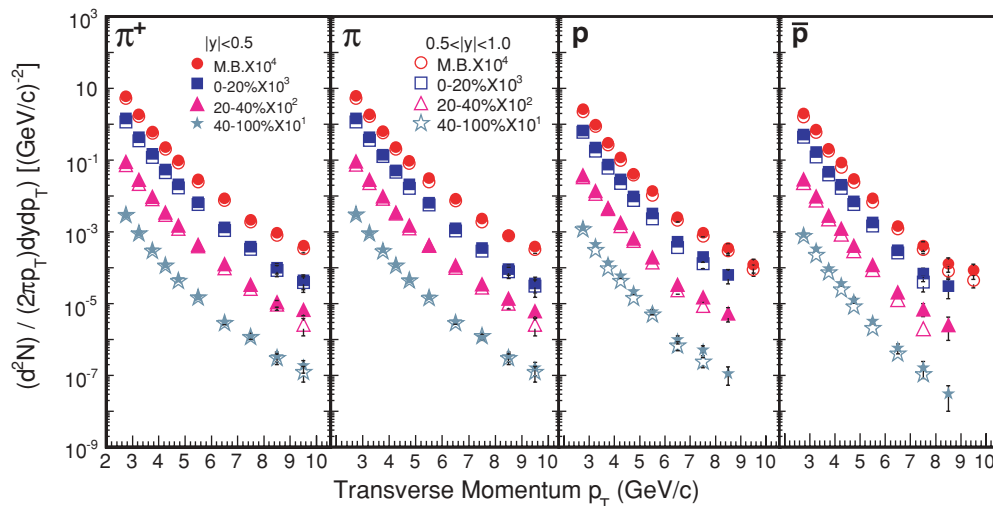 (d²N) / (2πp_T)dydp_T) [(GeV/c)⁻²]
10³
10
10⁻¹
10⁻³
10⁻⁵
10⁻⁷
10⁻⁹
π⁺
|y|<0.5
M.B.X10⁴
0-20%X10³
20-40%X10²
40-100%X10¹
π
0.5<|y|<1.0
M.B.X10⁴
0-20%X10³
20-40%X10²
40-100%X10¹
p
p̅
2 3 4 5 6 7 8 9 10 3 4 5 6 7 8 9 10 3 4 5 6 7 8 9 10 3 4 5 6 7 8 9 10
Transverse Momentum p_T (GeV/c)